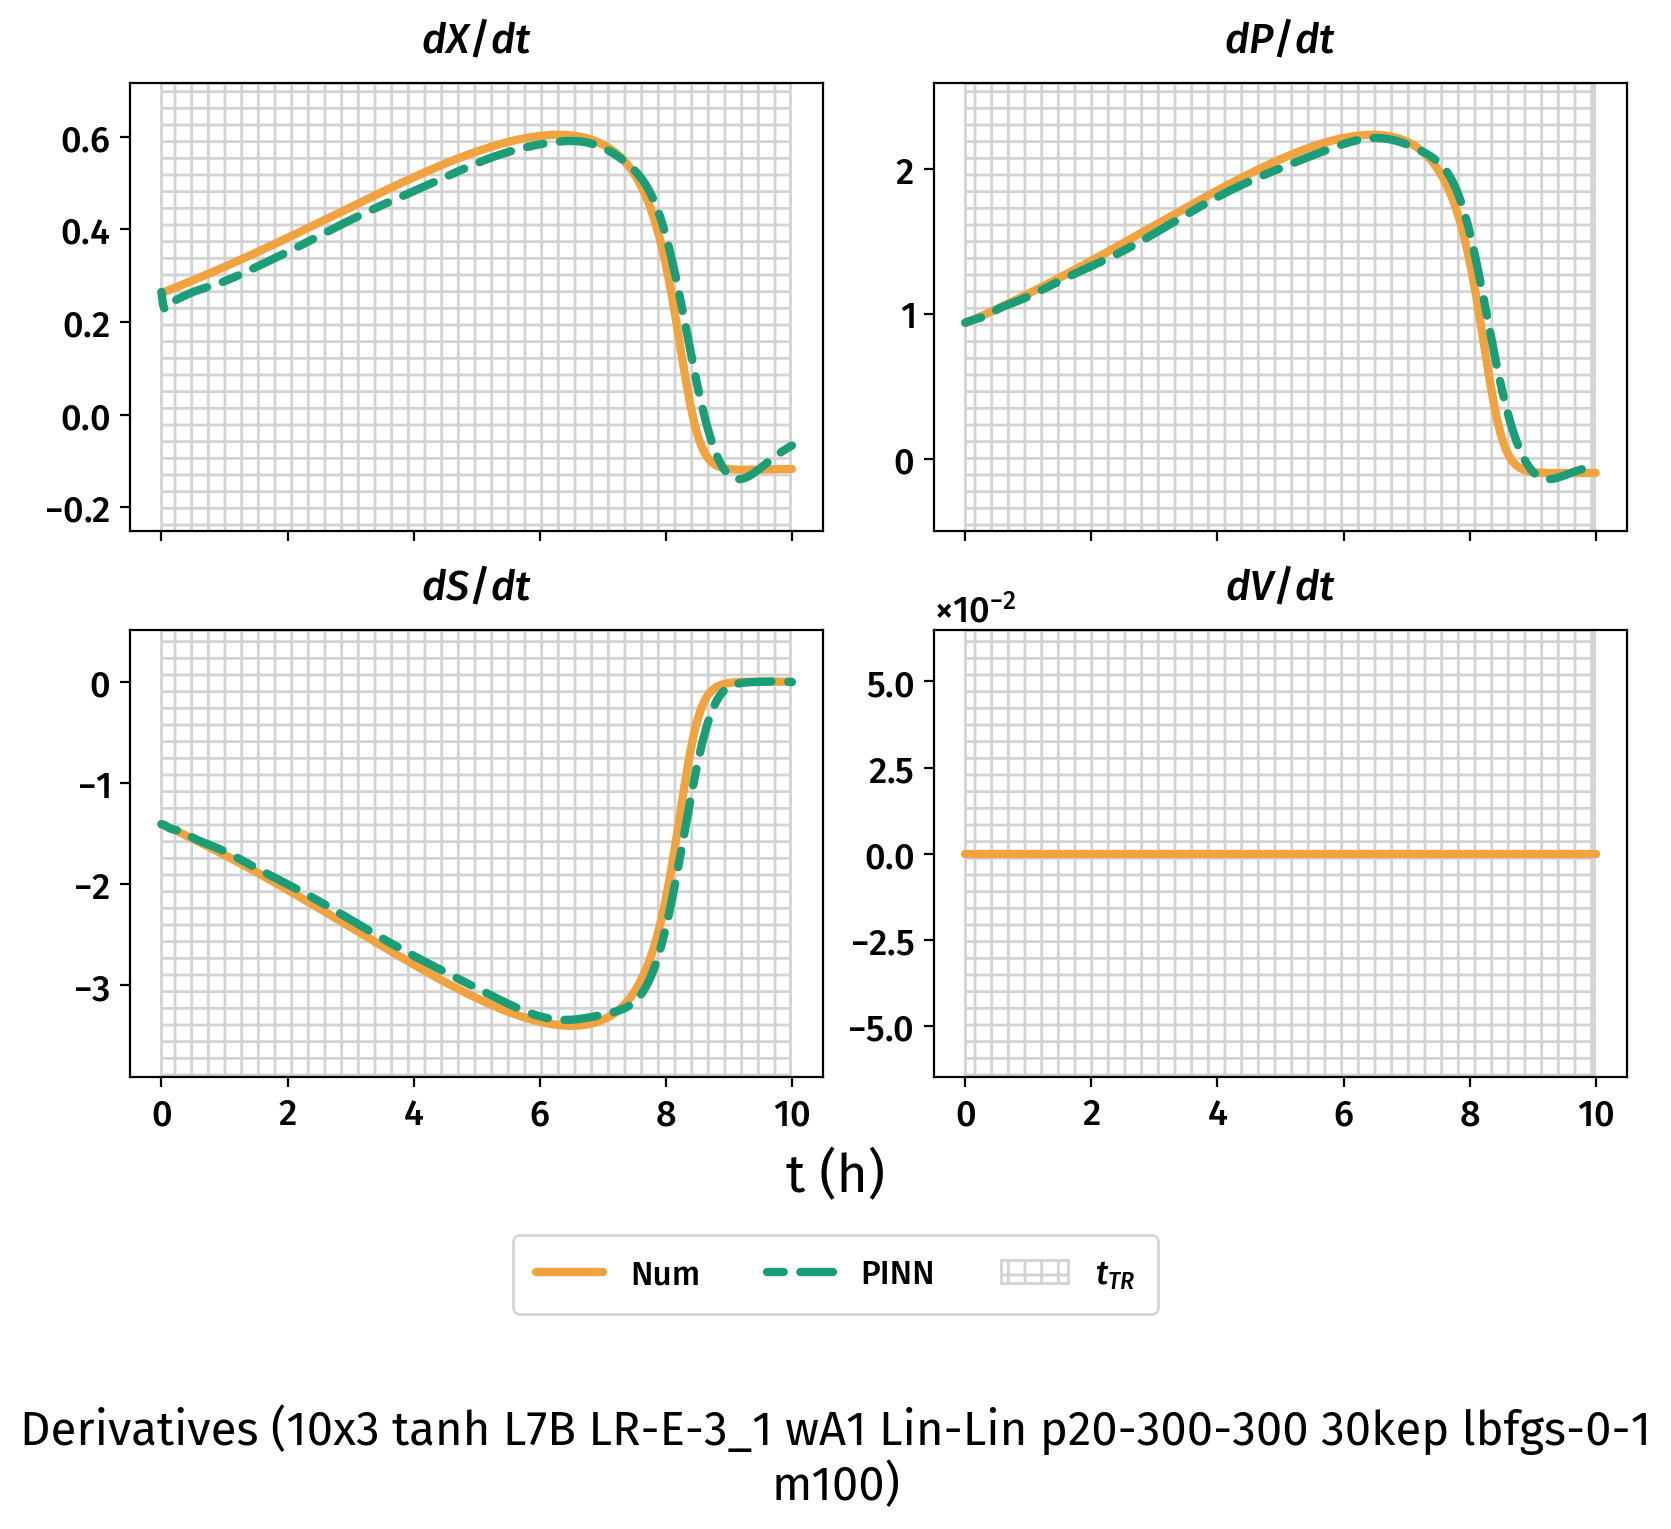 dX/dt
dP/dt
0.6
0.4
0.2
0.0
−0.2
2
1
0
dS/dt
dV/dt
×10−2
0
−1
−2
−3
5.0
2.5
0.0
−2.5
−5.0
0 2 4 6 8 10
0 2 4 6 8 10
t (h)
Num PINN tTR
Derivatives (10x3 tanh L7B LR-E-3_1 wA1 Lin-Lin p20-300-300 30kep lbfgs-0-1
m100)